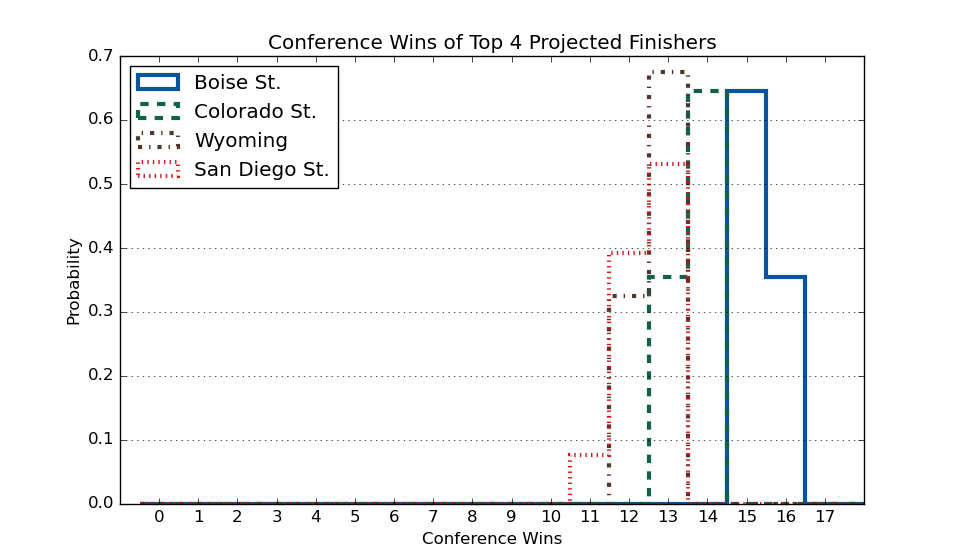 Conference Wins of Top 4 Projected Finishers
0.7
0.6
0.5
0.4
0.3
0.2
0.1
0.0
Probability
Boise St.
Colorado St.
Wyoming
San Diego St.
0 1 2 3 4 5 6 7 8 9 10 11 12 13 14 15 16 17
Conference Wins